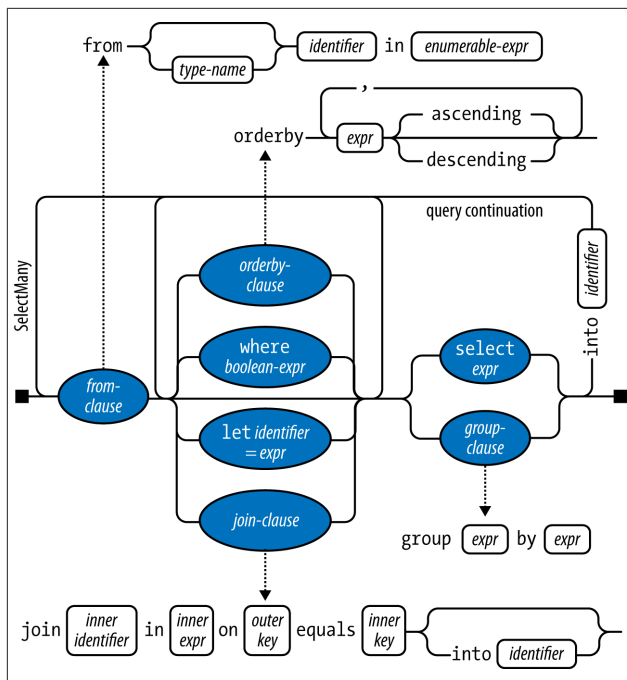 from type-name identifier in enumerable-expr
,
orderby expr ascending
descending
query continuation
SelectMany
identifier
into
orderby-
clause
where
boolean-expr
select
expr
from-
clause
let identifier
= expr
group-
clause
join-clause
group expr by expr
join inner identifier in inner expr on outer key equals inner key
into identifier